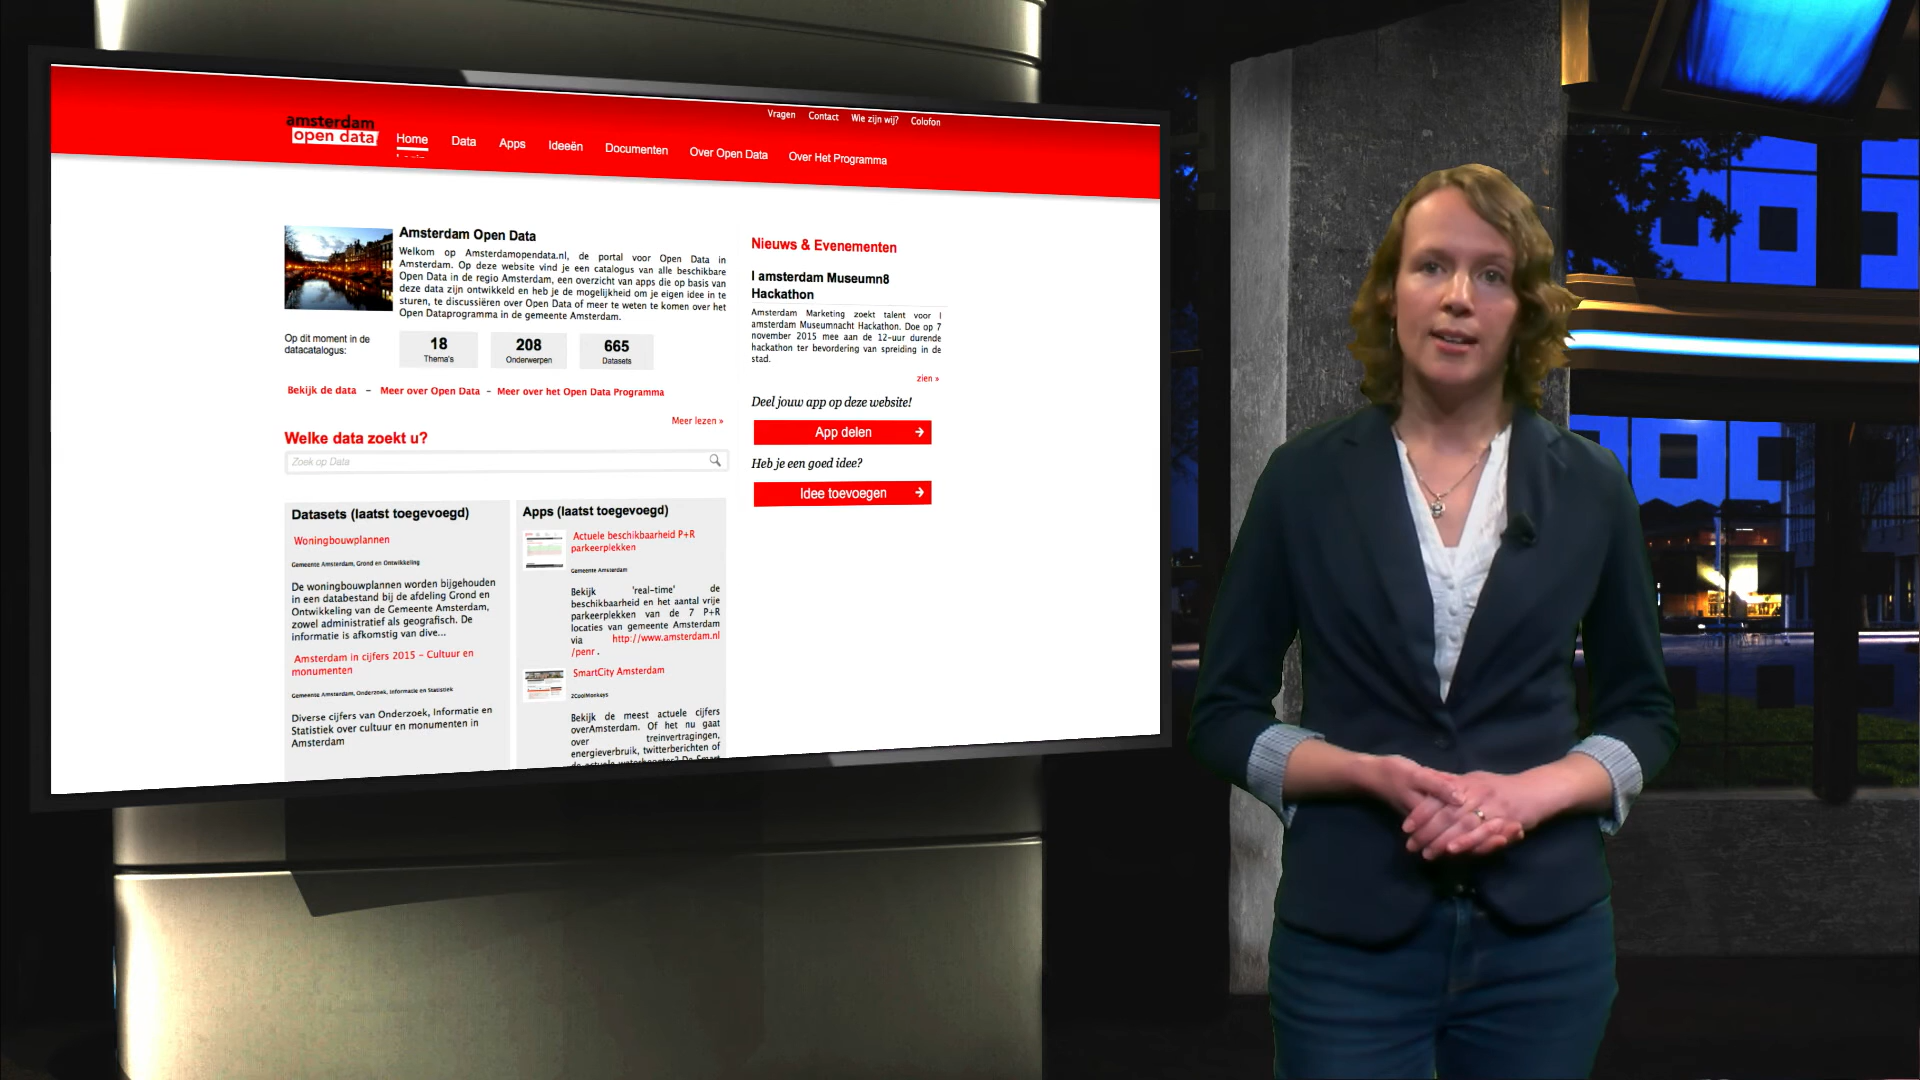 Vragen Contact Wie zijn wij? Colofon
amsterdam
open data
Home Data Apps Ideeën Documenten Over Open Data Over Het Programma
Amsterdam Open Data
Welkom op Amsterdamopendata.nl, de portal voor Open Data in
Amsterdam. Op deze website vind je een catalogus van alle beschikbare
Open Data in de regio Amsterdam, een overzicht van apps die op basis van
deze data zijn ontwikkeld en heb je de mogelijkheid om je eigen idee in te
sturen, te discussiëren over Open Data of meer te weten te komen over het
Open Dataprogramma in de gemeente Amsterdam.
Op dit moment in de
datacatalogus:
18
Thema's
208
Onderwerpen
665
Datasets
Bekijk de data – Meer over Open Data – Meer over het Open Data Programma
Meer lezen »
Welke data zoekt u?
Zoek op Data
Datasets (laatst toegevoegd)
Woningbouwplannen
Gemeente Amsterdam, Grond en Ontwikkeling
De woningbouwplannen worden bijgehouden
in een databestand bij de afdeling Grond en
Ontwikkeling van de Gemeente Amsterdam,
zowel administratief als geografisch. De
informatie is afkomstig van dive...
Amsterdam in cijfers 2015 – Cultuur en
monumenten
Gemeente Amsterdam, Onderzoek, Informatie en Statistiek
Diverse cijfers van Onderzoek, Informatie en
Statistiek over cultuur en monumenten in
Amsterdam
Apps (laatst toegevoegd)
Actuele beschikbaarheid P+R
parkeerplekken
Gemeente Amsterdam
Bekijk 'real-time' de
beschikbaarheid en het aantal vrije
parkeerplekken van de 7 P+R
locaties van gemeente Amsterdam
via http://www.amsterdam.nl
/penr .
SmartCity Amsterdam
2CoolMonkeys
Bekijk de meest actuele cijfers
overAmsterdam. Of het nu gaat
over treinvertragingen,
energieverbruik, twitterberichten of
Nieuws & Evenementen
I amsterdam Museumn8
Hackathon
Amsterdam Marketing zoekt talent voor I
amsterdam Museumnacht Hackathon. Doe op 7
november 2015 mee aan de 12-uur durende
hackathon ter bevordering van spreiding in de
stad.
zien »
Deel jouw app op deze website!
App delen
Heb je een goed idee?
Idee toevoegen